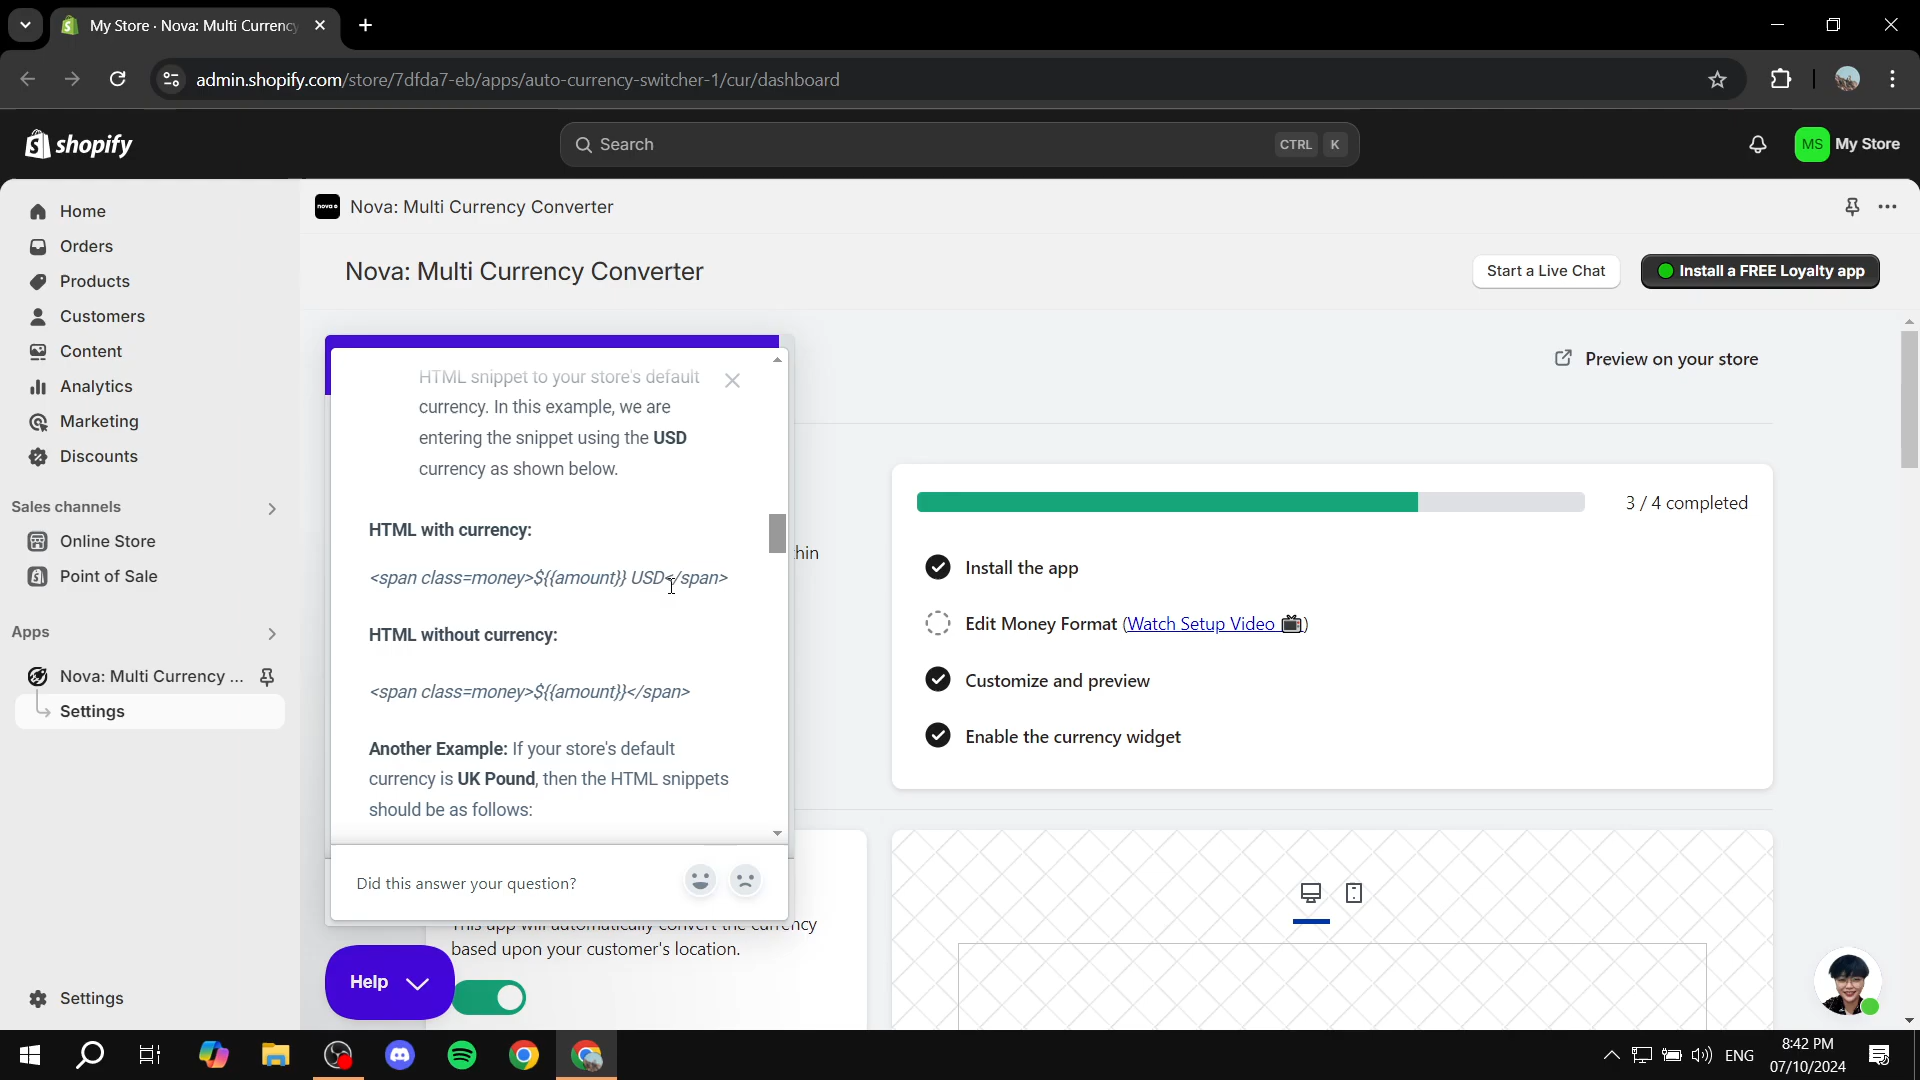 My Store · Nova: Multi Currency
admin.shopify.com/store/7dfda7-eb/apps/auto-currency-switcher-1/cur/dashboard
shopify
Search
CTRL K
MS My Store
Home
Orders
Products
Customers
Content
Analytics
Marketing
Discounts
Sales channels
Online Store
Point of Sale
Apps
Nova: Multi Currency ...
Settings
Settings
Nova: Multi Currency Converter
Nova: Multi Currency Converter
Start a Live Chat
Install a FREE Loyalty app
Preview on your store
HTML snippet to your store's default
currency. In this example, we are
entering the snippet using the USD
currency as shown below.
HTML with currency:
<span class=money>${{amount}} USD</span>
HTML without currency:
<span class=money>${{amount}}</span>
Another Example: If your store's default
currency is UK Pound, then the HTML snippets
should be as follows:
Did this answer your question?
3 / 4 completed
Install the app
Edit Money Format (Watch Setup Video 📺)
Customize and preview
Enable the currency widget
This app will automatically convert the currency
based upon your customer's location.
Help
ENG
8:42 PM
07/10/2024